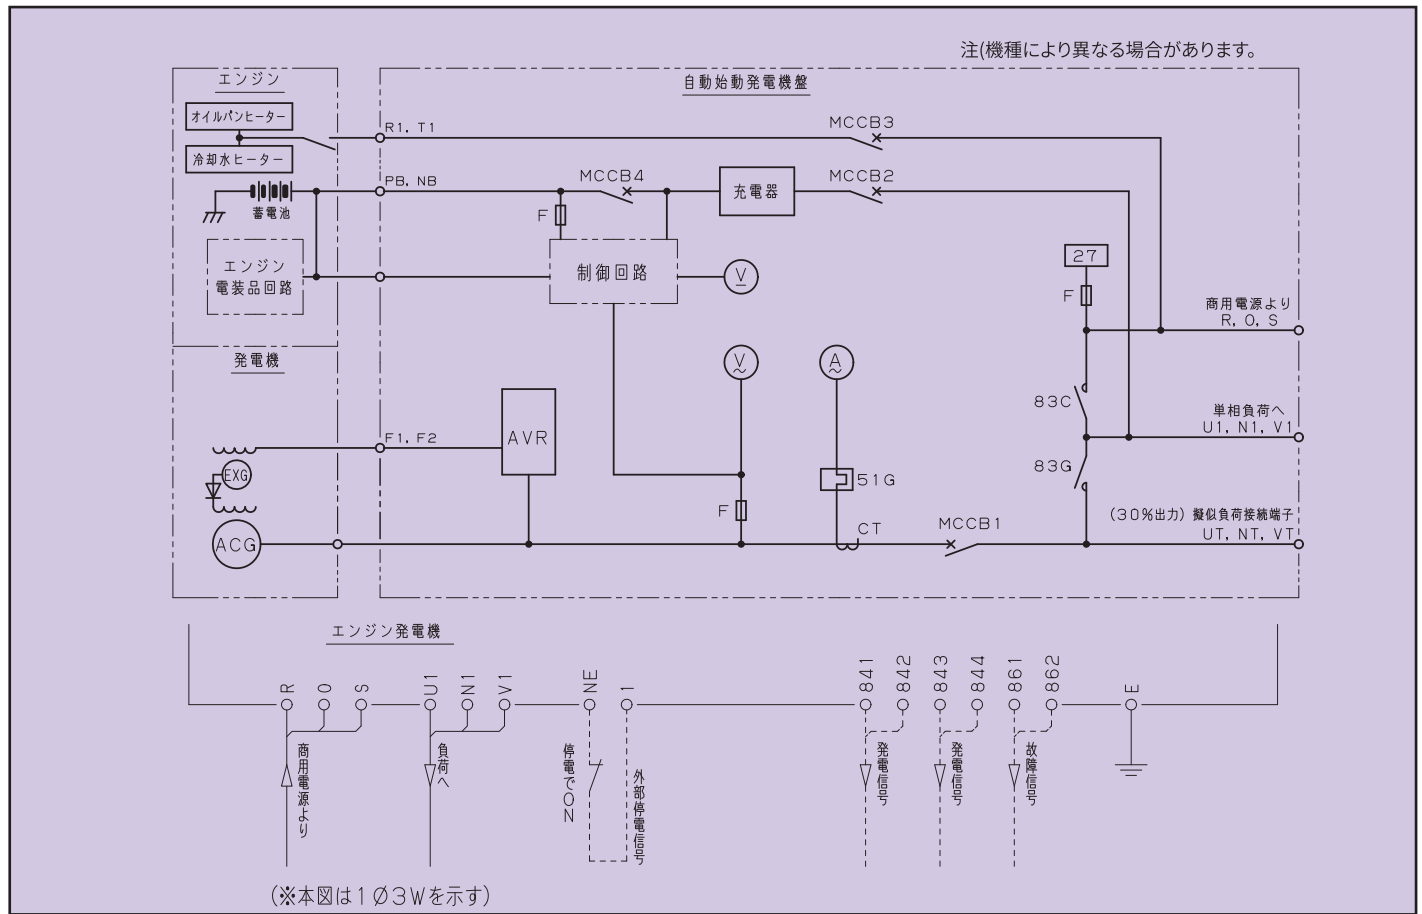 注(機種により異なる場合があります。
エンジン
自動始動発電機盤
オイルパンヒーター
R1, T1
MCCB3
冷却水ヒーター
PB, NB
MCCB4
充電器
MCCB2
蓄電池
F
エンジン
電装品回路
制御回路
V
27
F
商用電源より
R, O, S
発電機
V
A
83C
単相負荷へ
U1, N1, V1
F1, F2
AVR
83G
EXG
51G
F
(30%出力) 擬似負荷接続端子
UT, NT, VT
CT
MCCB1
ACG
エンジン発電機
R
O
S
U1
N1
V1
NE
1
841
842
843
844
861
862
E
商用電源より
負荷へ
停電でON
外部停電信号
発電信号
発電信号
故障信号
(※本図は1Ø3Wを示す)